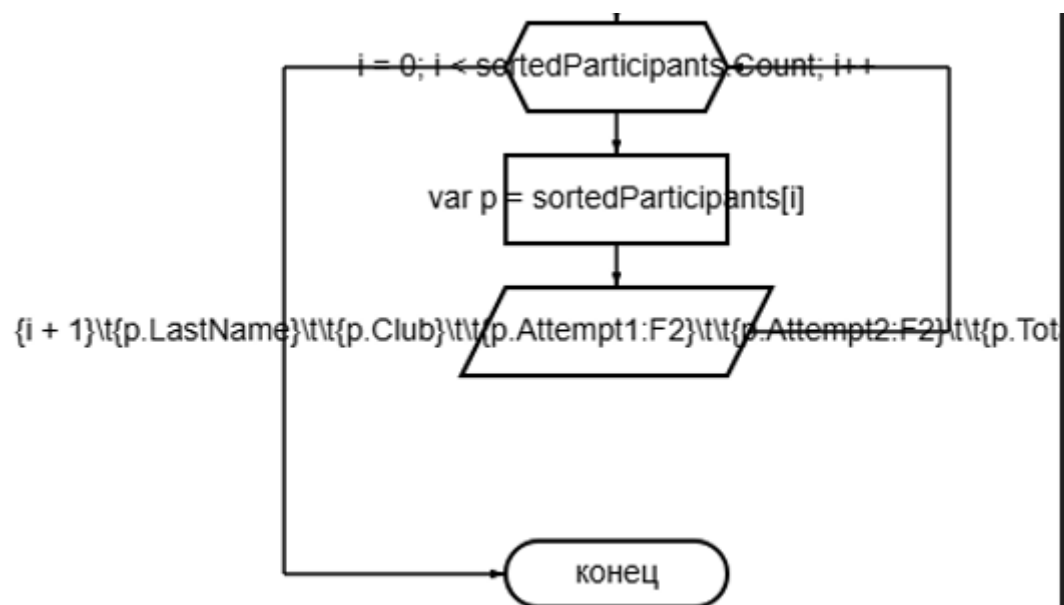 i = 0; i < sortedParticipants.Count; i++
var p = sortedParticipants[i]
{i + 1}\t{p.LastName}\t\t{p.Club}\t\t{p.Attempt1:F2}\t\t{p.Attempt2:F2}\t\t{p.Tot
конец